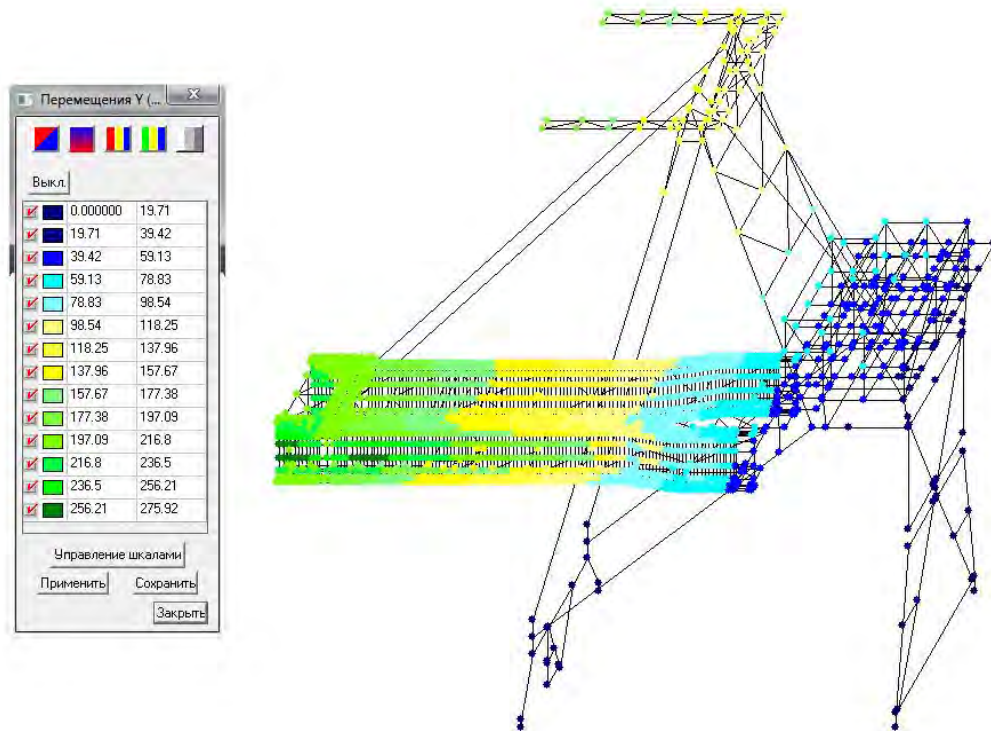 Перемещения Y (...
Выкл.
0.000000 19.71
19.71 39.42
39.42 59.13
59.13 78.83
78.83 98.54
98.54 118.25
118.25 137.96
137.96 157.67
157.67 177.38
177.38 197.09
197.09 216.8
216.8 236.5
236.5 256.21
256.21 275.92
Управление шкалами
Применить Сохранить
Закрыть